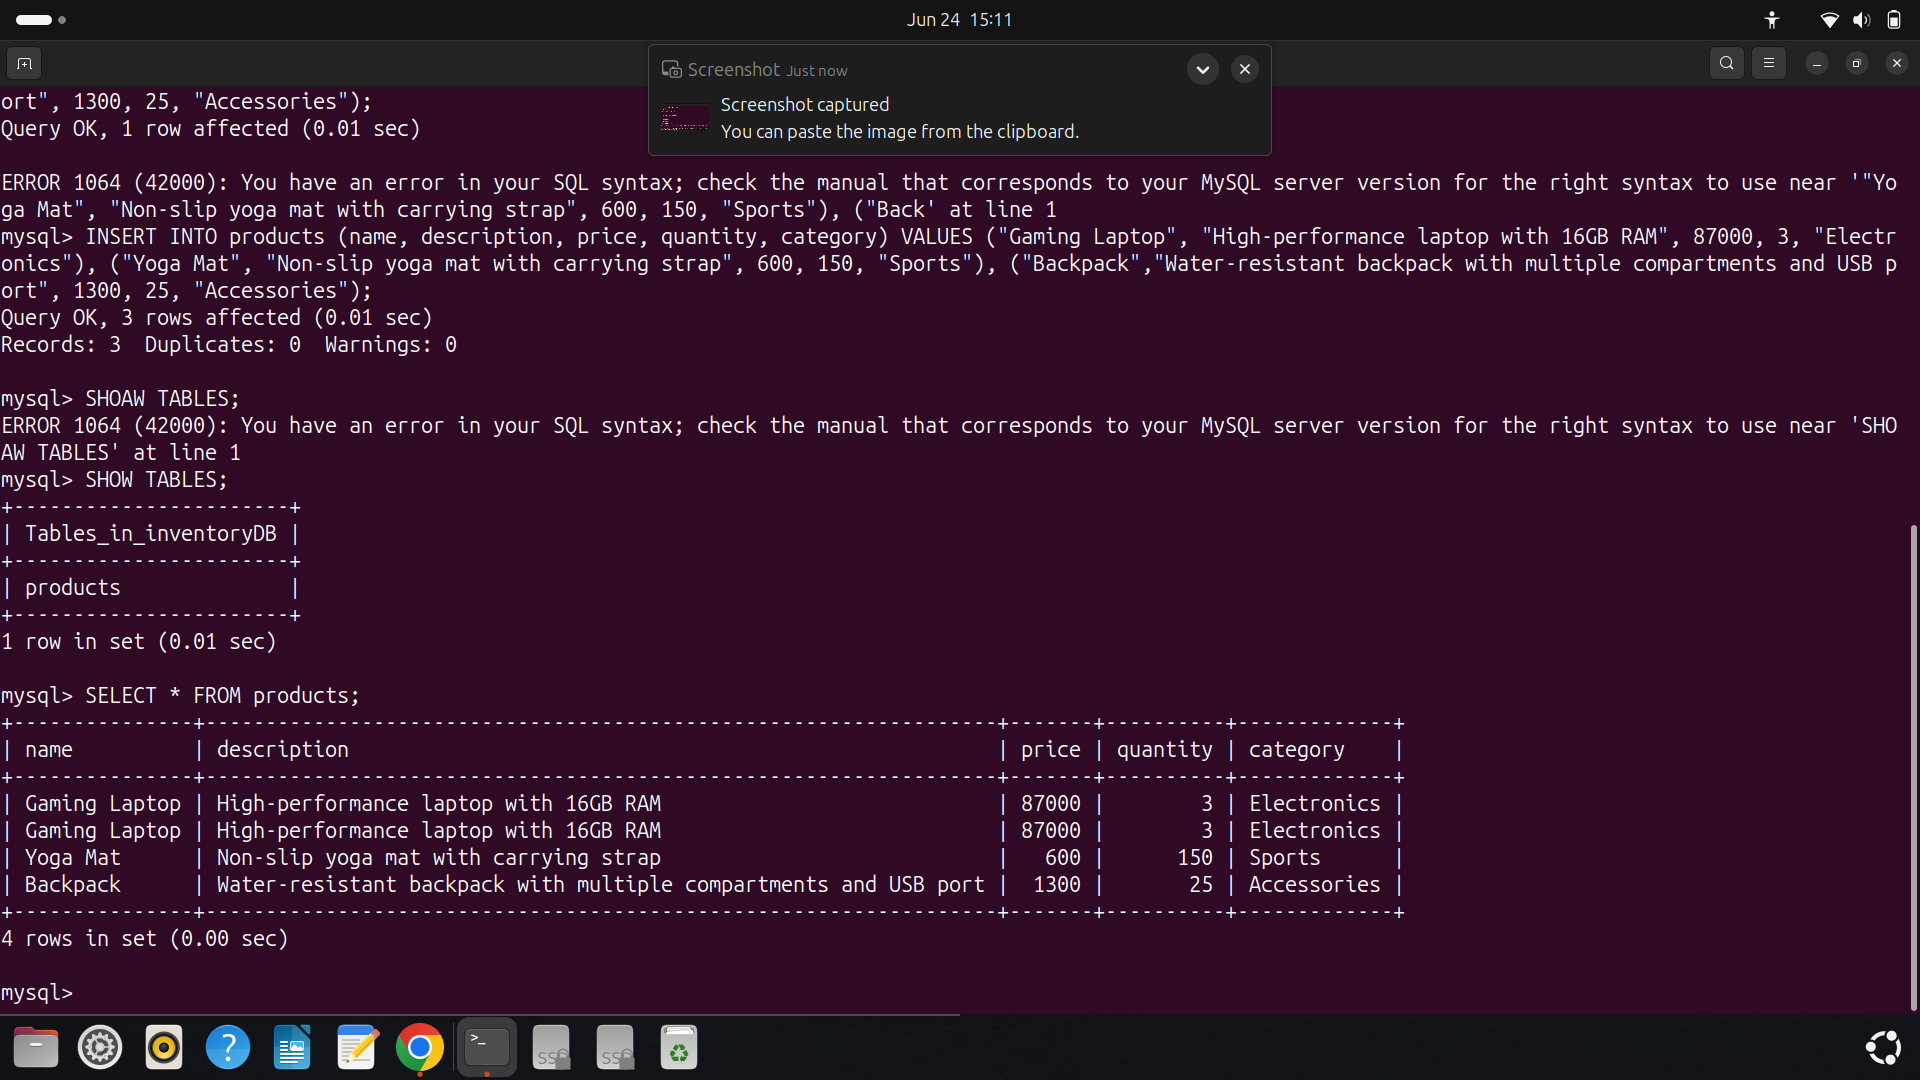 Jun 24 15:11
Screenshot Just now
Screenshot captured
You can paste the image from the clipboard.
ort", 1300, 25, "Accessories");
Query OK, 1 row affected (0.01 sec)
ERROR 1064 (42000): You have an error in your SQL syntax; check the manual that corresponds to your MySQL server version for the right syntax to use near '"Yo
ga Mat", "Non-slip yoga mat with carrying strap", 600, 150, "Sports"), ("Back' at line 1
mysql> INSERT INTO products (name, description, price, quantity, category) VALUES ("Gaming Laptop", "High-performance laptop with 16GB RAM", 87000, 3, "Electr
onics"), ("Yoga Mat", "Non-slip yoga mat with carrying strap", 600, 150, "Sports"), ("Backpack","Water-resistant backpack with multiple compartments and USB p
ort", 1300, 25, "Accessories");
Query OK, 3 rows affected (0.01 sec)
Records: 3  Duplicates: 0  Warnings: 0
mysql> SHOAW TABLES;
ERROR 1064 (42000): You have an error in your SQL syntax; check the manual that corresponds to your MySQL server version for the right syntax to use near 'SHO
AW TABLES' at line 1
mysql> SHOW TABLES;
+-----------------------+
| Tables_in_inventoryDB |
+-----------------------+
| products              |
+-----------------------+
1 row in set (0.01 sec)
mysql> SELECT * FROM products;
+---------------+------------------------------------------------------------------+-------+----------+-------------+
| name          | description                                                      | price | quantity | category    |
+---------------+------------------------------------------------------------------+-------+----------+-------------+
| Gaming Laptop | High-performance laptop with 16GB RAM                            | 87000 |        3 | Electronics |
| Gaming Laptop | High-performance laptop with 16GB RAM                            | 87000 |        3 | Electronics |
| Yoga Mat      | Non-slip yoga mat with carrying strap                            |   600 |      150 | Sports      |
| Backpack      | Water-resistant backpack with multiple compartments and USB port |  1300 |       25 | Accessories |
+---------------+------------------------------------------------------------------+-------+----------+-------------+
4 rows in set (0.00 sec)
mysql>